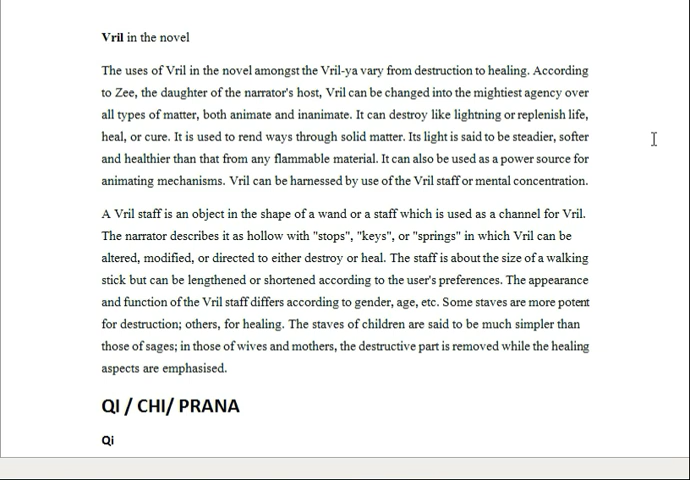 Vril in the novel
The uses of Vril in the novel amongst the Vril-ya vary from destruction to healing. According
to Zee, the daughter of the narrator's host, Vril can be changed into the mightiest agency over
all types of matter, both animate and inanimate. It can destroy like lightning or replenish life,
heal, or cure. It is used to rend ways through solid matter. Its light is said to be steadier, softer
and healthier than that from any flammable material. It can also be used as a power source for
animating mechanisms. Vril can be harnessed by use of the Vril staff or mental concentration.
A Vril staff is an object in the shape of a wand or a staff which is used as a channel for Vril.
The narrator describes it as hollow with "stops", "keys", or "springs" in which Vril can be
altered, modified, or directed to either destroy or heal. The staff is about the size of a walking
stick but can be lengthened or shortened according to the user's preferences. The appearance
and function of the Vril staff differs according to gender, age, etc. Some staves are more potent
for destruction; others, for healing. The staves of children are said to be much simpler than
those of sages; in those of wives and mothers, the destructive part is removed while the healing
aspects are emphasised.
QI / CHI/ PRANA
Qi